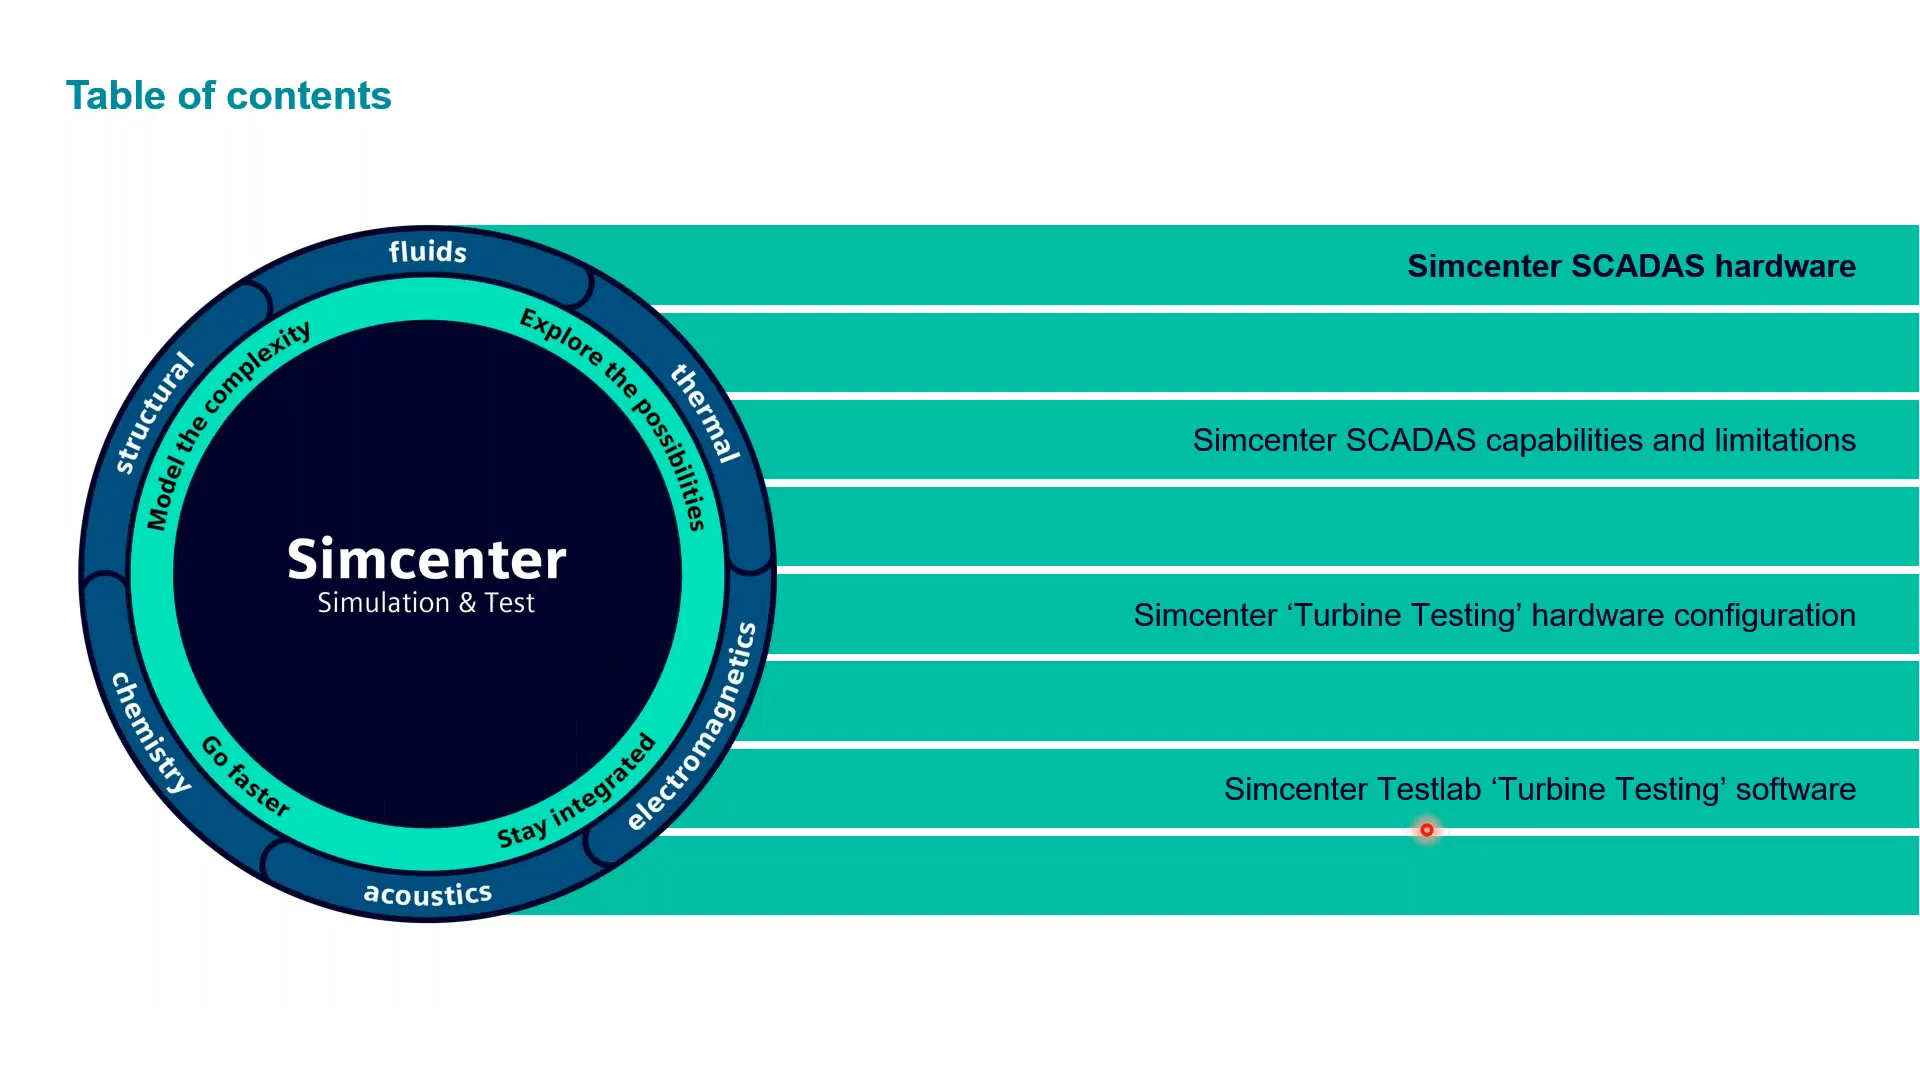 Table of contents
fluids
thermal
electromagnetics
acoustics
chemistry
structural
Model the complexity
Explore the possibilities
Stay integrated
Go faster
Simcenter
Simulation & Test
Simcenter SCADAS hardware
Simcenter SCADAS capabilities and limitations
Simcenter ‘Turbine Testing’ hardware configuration
Simcenter Testlab ‘Turbine Testing’ software